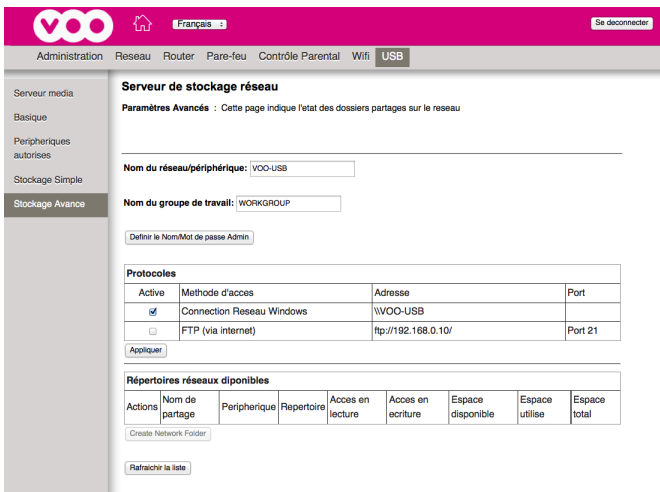 VOO
Français
Se deconnecter
Administration Reseau Router Pare-feu Contrôle Parental Wifi USB
Serveur media
Basique
Peripheriques
autorises
Stockage Simple
Stockage Avance
Serveur de stockage réseau
Paramètres Avancés : Cette page indique l'etat des dossiers partages sur le reseau
Nom du réseau/périphérique: VOO-USB
Nom du groupe de travail: WORKGROUP
Definir le Nom/Mot de passe Admin
Protocoles
Active Methode d'acces Adresse Port
Connection Reseau Windows \\VOO-USB
FTP (via internet) ftp://192.168.0.10/ Port 21
Appliquer
Répertoires réseaux diponibles
Actions Nom de partage Peripherique Repertoire Acces en lecture Acces en ecriture Espace disponible Espace utilise Espace total
Create Network Folder
Rafraichir la liste